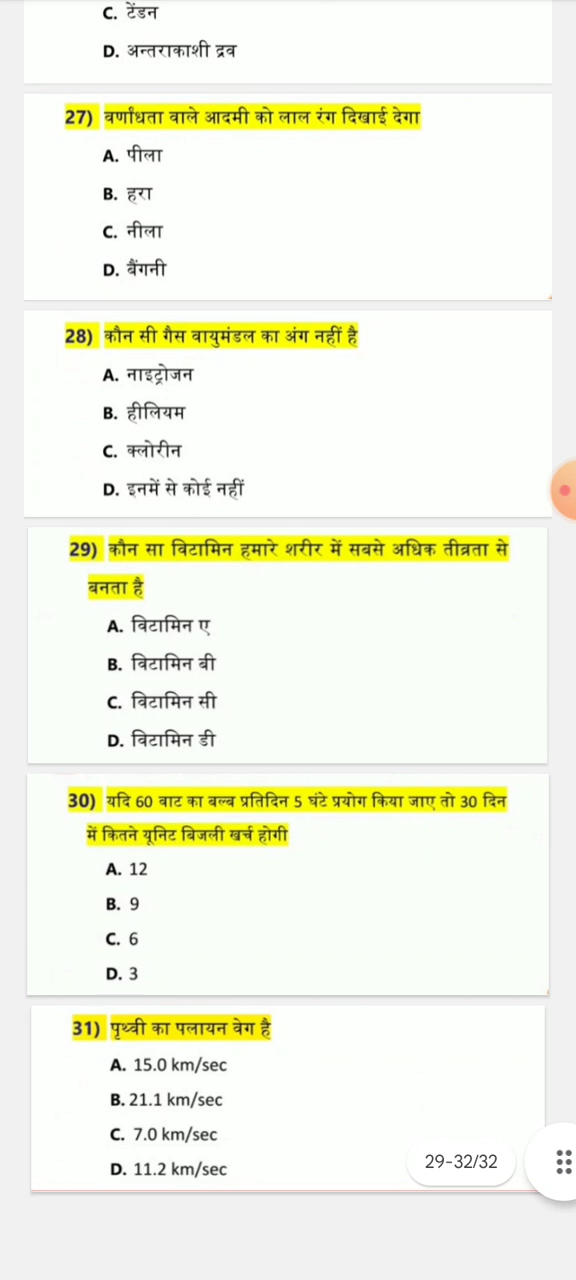 C. टेंडन
D. अन्तराकाशी द्रव
27) वर्णांधता वाले आदमी को लाल रंग दिखाई देगा
A. पीला
B. हरा
C. नीला
D. बैंगनी
28) कौन सी गैस वायुमंडल का अंग नहीं है
A. नाइट्रोजन
B. हीलियम
C. क्लोरीन
D. इनमें से कोई नहीं
29) कौन सा विटामिन हमारे शरीर में सबसे अधिक तीव्रता से
बनता है
A. विटामिन ए
B. विटामिन बी
C. विटामिन सी
D. विटामिन डी
30) यदि 60 वाट का बल्ब प्रतिदिन 5 घंटे प्रयोग किया जाए तो 30 दिन
में कितने यूनिट बिजली खर्च होगी
A. 12
B. 9
C. 6
D. 3
31) पृथ्वी का पलायन वेग है
A. 15.0 km/sec
B. 21.1 km/sec
C. 7.0 km/sec
D. 11.2 km/sec
29-32/32